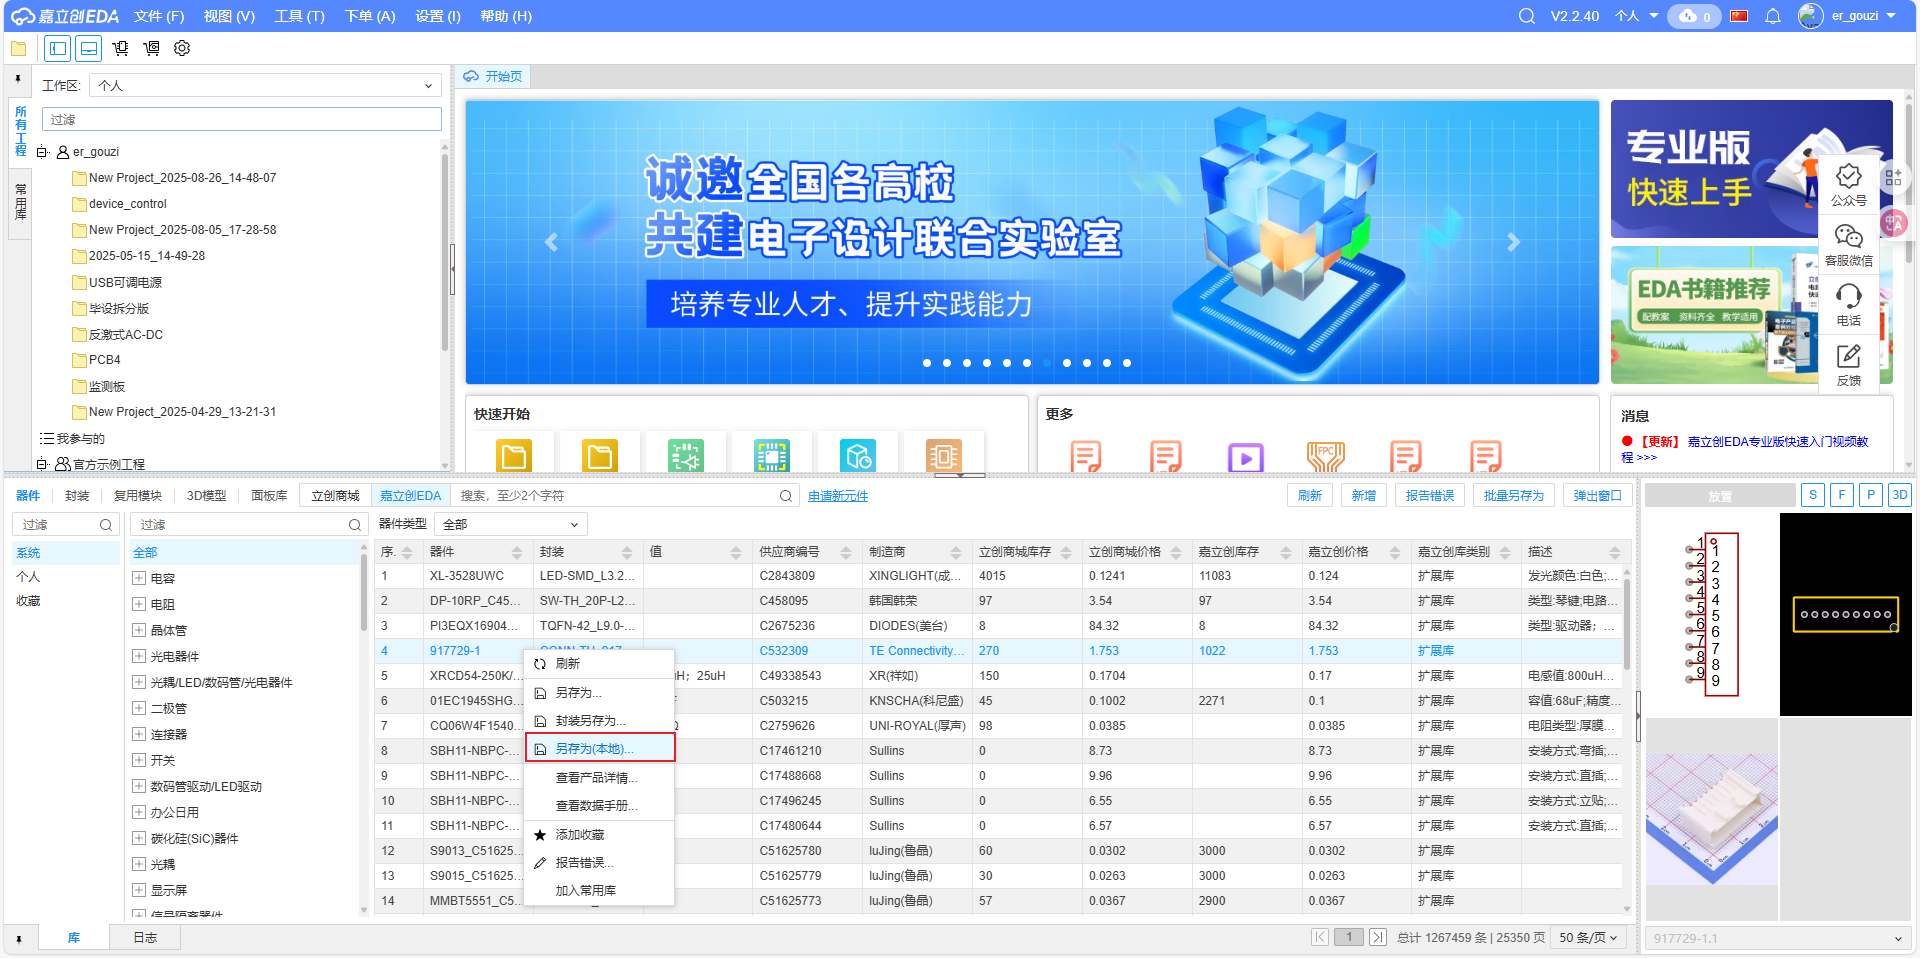 嘉立创EDA 文件 (F) 视图 (V) 工具 (T) 下单 (A) 设置 (I) 帮助 (H) V2.2.40 个人 0 er_gouzi
工作区: 个人
开始页
所有工程
常用库
过滤
er_gouzi
New Project_2025-08-26_14-48-07
device_control
New Project_2025-08-05_17-28-58
2025-05-15_14-49-28
USB可调电源
毕设拆分版
反激式AC-DC
PCB4
监测板
New Project_2025-04-29_13-21-31
我参与的
官方示例工程
诚邀全国各高校
共建电子设计联合实验室
培养专业人才、提升实践能力
专业版
快速上手
EDA书籍推荐
配教案 资料齐全 教学适用
公众号
客服微信
电话
反馈
快速开始
更多
FPC
消息
【更新】 嘉立创EDA专业版快速入门视频教
程 >>>
器件 封装 复用模块 3D模型 面板库 立创商城 嘉立创EDA 搜索，至少2个字符 申请新元件 刷新 新增 报告错误 批量另存为 弹出窗口 放置 S F P 3D
过滤 过滤 器件类型 全部
系统
个人
收藏
全部
电容
电阻
晶体管
光电器件
光耦/LED/数码管/光电器件
二极管
连接器
开关
数码管驱动/LED驱动
办公日用
碳化硅(SiC)器件
光耦
显示屏
信号隔离器件
序. 器件 封装 值 供应商编号 制造商 立创商城库存 立创商城价格 嘉立创库存 嘉立创价格 嘉立创库类别 描述
1 XL-3528UWC LED-SMD_L3.2... C2843809 XINGLIGHT(成... 4015 0.1241 11083 0.124 扩展库 发光颜色:白色;...
2 DP-10RP_C45... SW-TH_20P-L2... C458095 韩国韩荣 97 3.54 97 3.54 扩展库 类型:琴键;电路...
3 PI3EQX16904... TQFN-42_L9.0-... C2675236 DIODES(美台) 8 84.32 8 84.32 扩展库 类型:驱动器；...
4 917729-1 CONN-TH_917... C532309 TE Connectivity... 270 1.753 1022 1.753 扩展库
5 XRCD54-250K/... uH；25uH C49338543 XR(祥如) 150 0.1704 0.17 扩展库 电感值:800uH...
6 01EC1945SHG... F C503215 KNSCHA(科尼盛) 45 0.1002 2271 0.1 扩展库 容值:68uF;精度...
7 CQ06W4F1540... Ω C2759626 UNI-ROYAL(厚声) 98 0.0385 0.0385 扩展库 电阻类型:厚膜...
8 SBH11-NBPC-... C17461210 Sullins 0 8.73 8.73 扩展库 安装方式:弯插;...
9 SBH11-NBPC-... C17488668 Sullins 0 9.96 9.96 扩展库 安装方式:直插;...
10 SBH11-NBPC-... C17496245 Sullins 0 6.55 6.55 扩展库 安装方式:立贴;...
11 SBH11-NBPC-... C17480644 Sullins 0 6.57 6.57 扩展库 安装方式:直插;...
12 S9013_C51625... C51625780 luJing(鲁晶) 60 0.0302 3000 0.0302 扩展库
13 S9015_C51625... C51625779 luJing(鲁晶) 30 0.0263 3000 0.0263 扩展库
14 MMBT5551_C5... C51625773 luJing(鲁晶) 57 0.0367 2900 0.0367 扩展库
刷新
另存为...
封装另存为...
另存为(本地)...
查看产品详情...
查看数据手册...
添加收藏
报告错误...
加入常用库
1 1
2 2
3 3
4 4
5 5
6 6
7 7
8 8
9 9
库 日志 1 总计 1267459 条 | 25350 页 50 条/页 917729-1.1